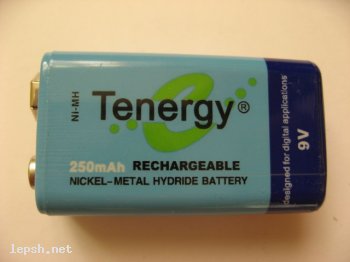 NI-MH
Tenergy®
e
250mAh RECHARGEABLE
NICKEL-METAL HYDRIDE BATTERY
designed for digital applications
9V
lepsh.net